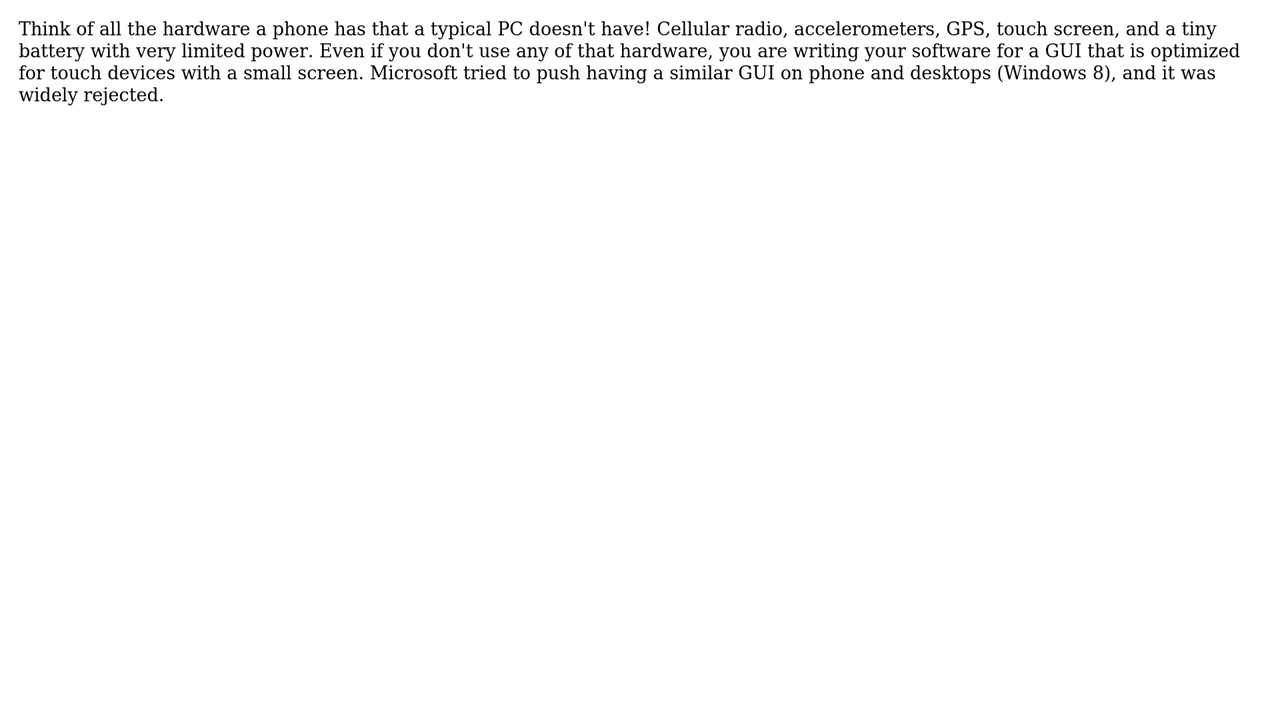 Think of all the hardware a phone has that a typical PC doesn't have! Cellular radio, accelerometers, GPS, touch screen, and a tiny
battery with very limited power. Even if you don't use any of that hardware, you are writing your software for a GUI that is optimized
for touch devices with a small screen. Microsoft tried to push having a similar GUI on phone and desktops (Windows 8), and it was
widely rejected.